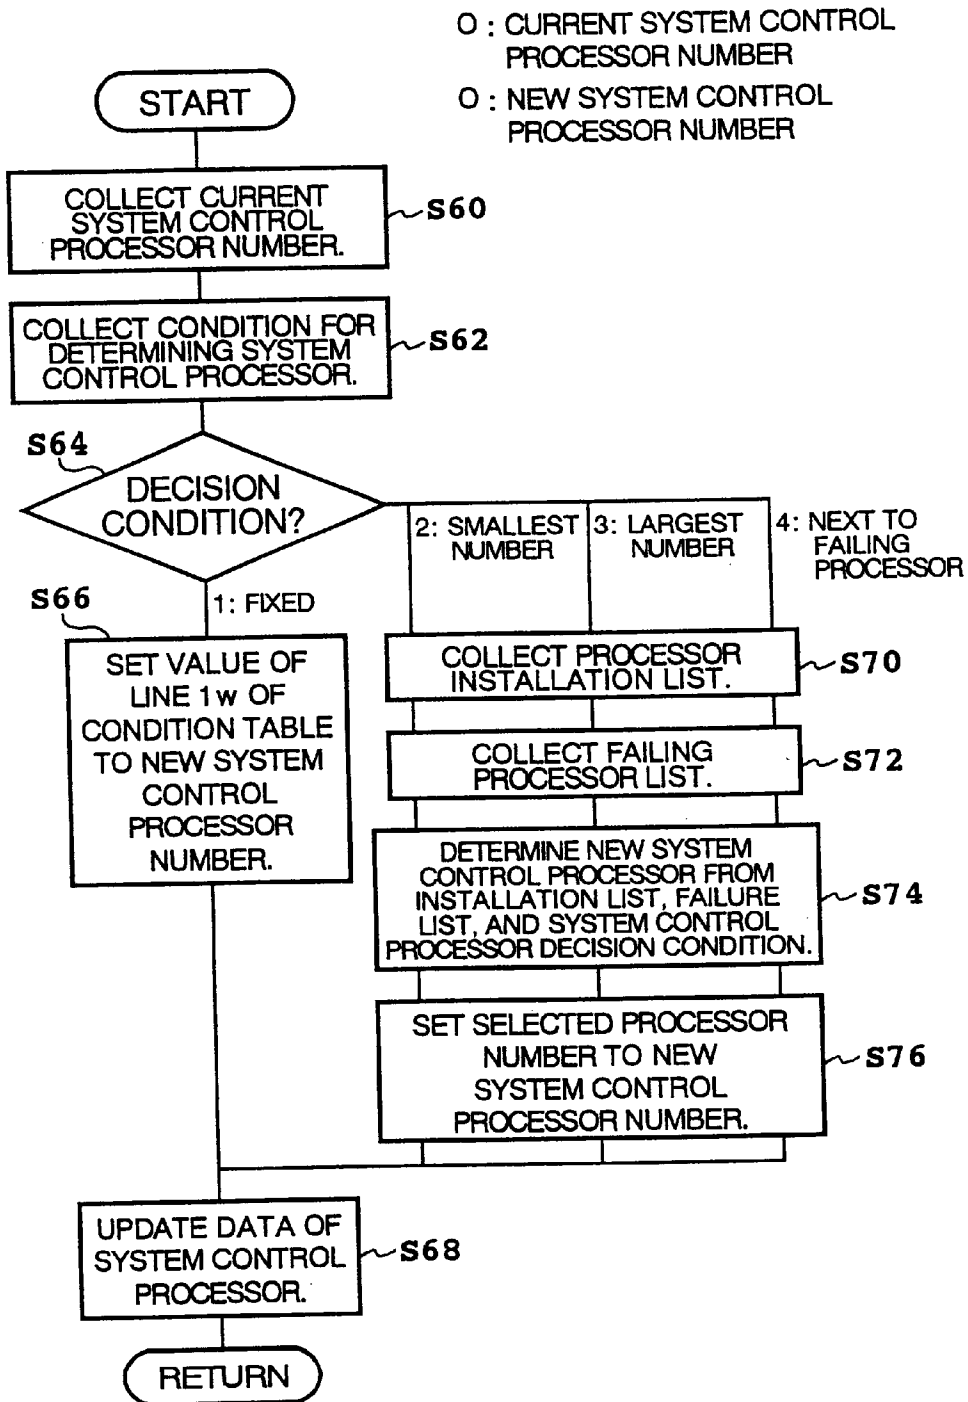 O : CURRENT SYSTEM CONTROL
PROCESSOR NUMBER
O : NEW SYSTEM CONTROL
PROCESSOR NUMBER
START
COLLECT CURRENT
SYSTEM CONTROL
PROCESSOR NUMBER.
S60
COLLECT CONDITION FOR
DETERMINING SYSTEM
CONTROL PROCESSOR.
S62
S64
DECISION
CONDITION?
2: SMALLEST
NUMBER
3: LARGEST
NUMBER
4: NEXT TO
FAILING
PROCESSOR
1: FIXED
S66
SET VALUE OF
LINE 1w OF
CONDITION TABLE
TO NEW SYSTEM
CONTROL
PROCESSOR
NUMBER.
COLLECT PROCESSOR
INSTALLATION LIST.
S70
COLLECT FAILING
PROCESSOR LIST.
S72
DETERMINE NEW SYSTEM
CONTROL PROCESSOR FROM
INSTALLATION LIST, FAILURE
LIST, AND SYSTEM CONTROL
PROCESSOR DECISION CONDITION.
S74
SET SELECTED PROCESSOR
NUMBER TO NEW
SYSTEM CONTROL
PROCESSOR NUMBER.
S76
UPDATE DATA OF
SYSTEM CONTROL
PROCESSOR.
S68
RETURN